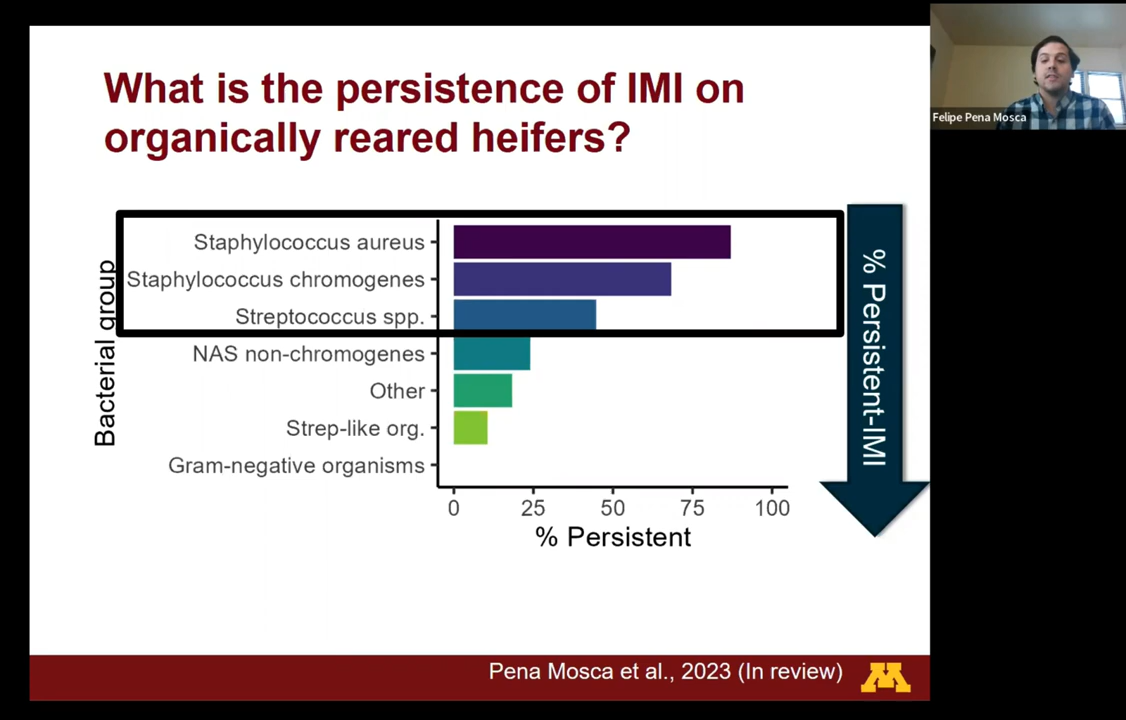 What is the persistence of IMI on
organically reared heifers?
Felipe Pena Mosca
Bacterial group
Staphylococcus aureus
Staphylococcus chromogenes
Streptococcus spp.
NAS non-chromogenes
Other
Strep-like org.
Gram-negative organisms
0 25 50 75 100
% Persistent
% Persistent-IMI
Pena Mosca et al., 2023 (In review)
M